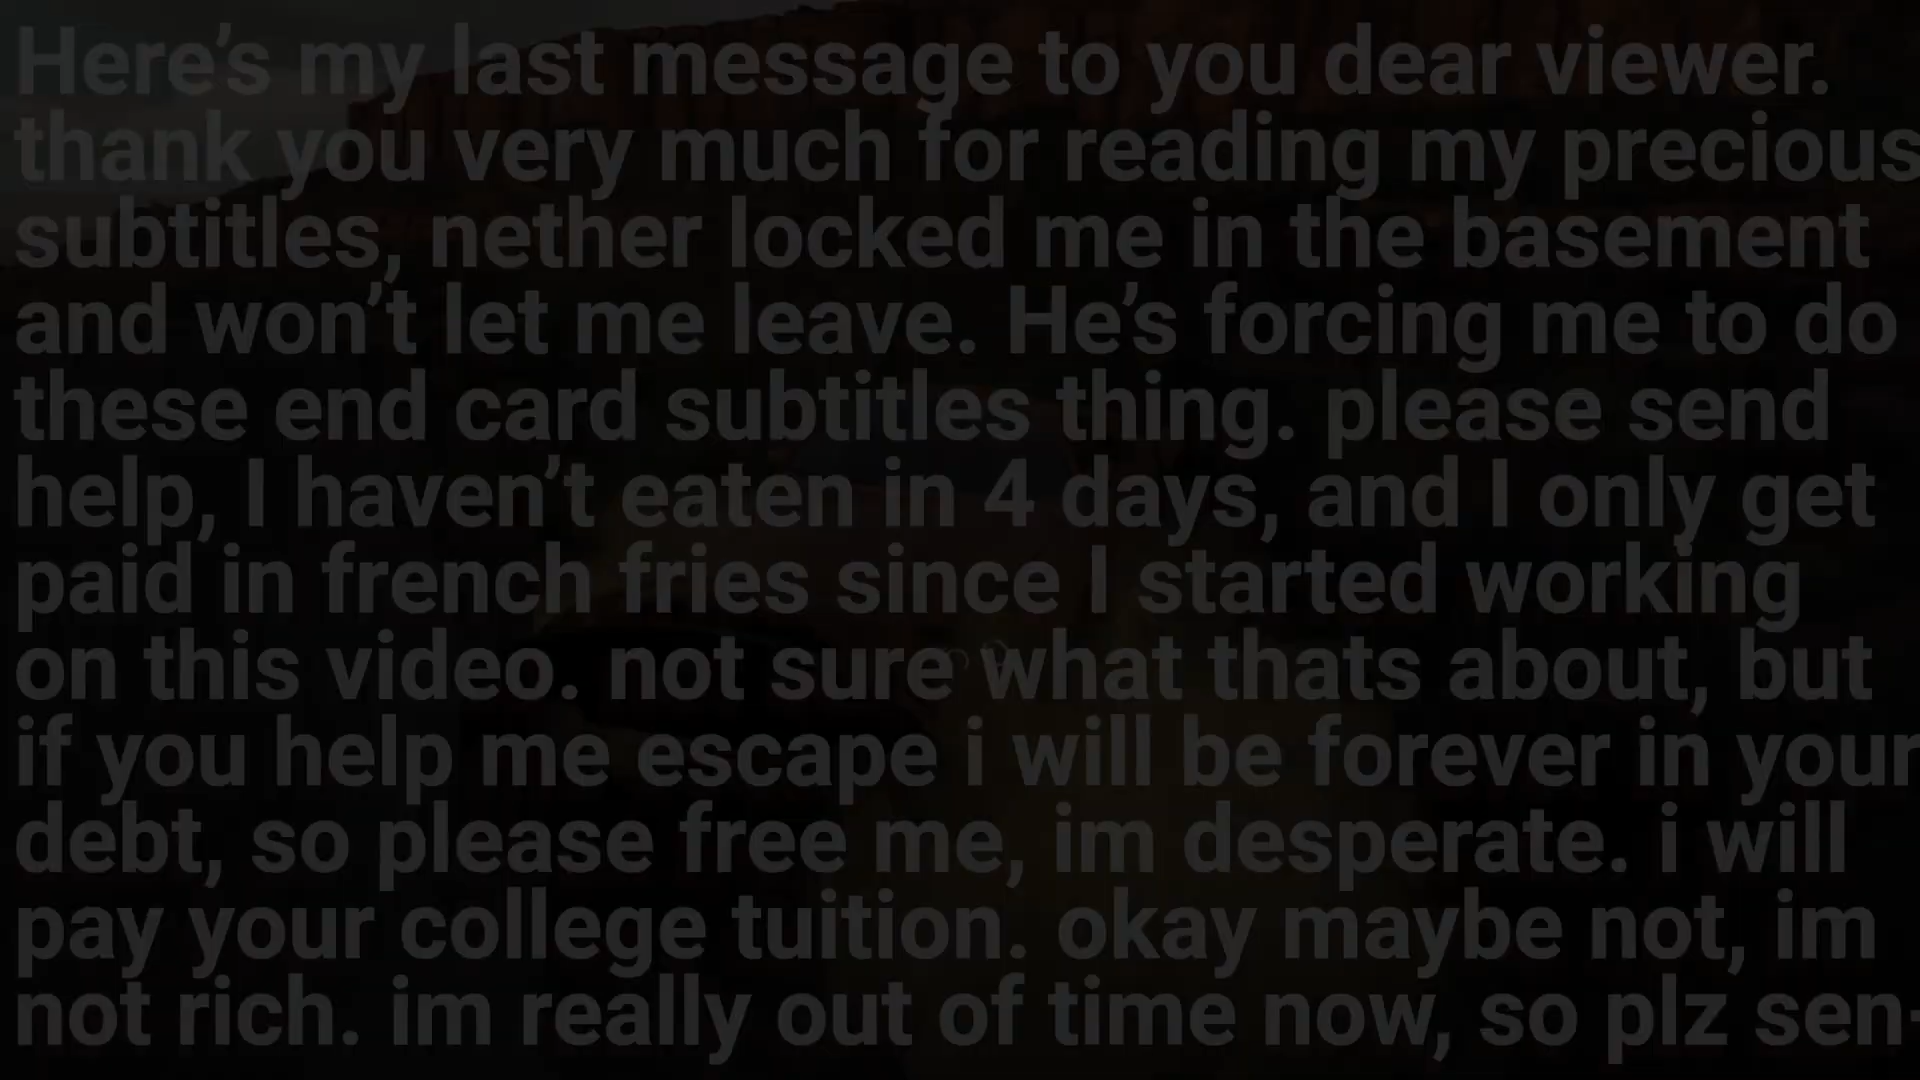 Here’s my last message to you dear viewer.
thank you very much for reading my precious
subtitles, nether locked me in the basement
and won’t let me leave. He’s forcing me to do
these end card subtitles thing. please send
help, I haven’t eaten in 4 days, and I only get
paid in french fries since I started working
on this video. not sure what thats about, but
if you help me escape i will be forever in your
debt, so please free me, im desperate. i will
pay your college tuition. okay maybe not, im
not rich. im really out of time now, so plz sen-